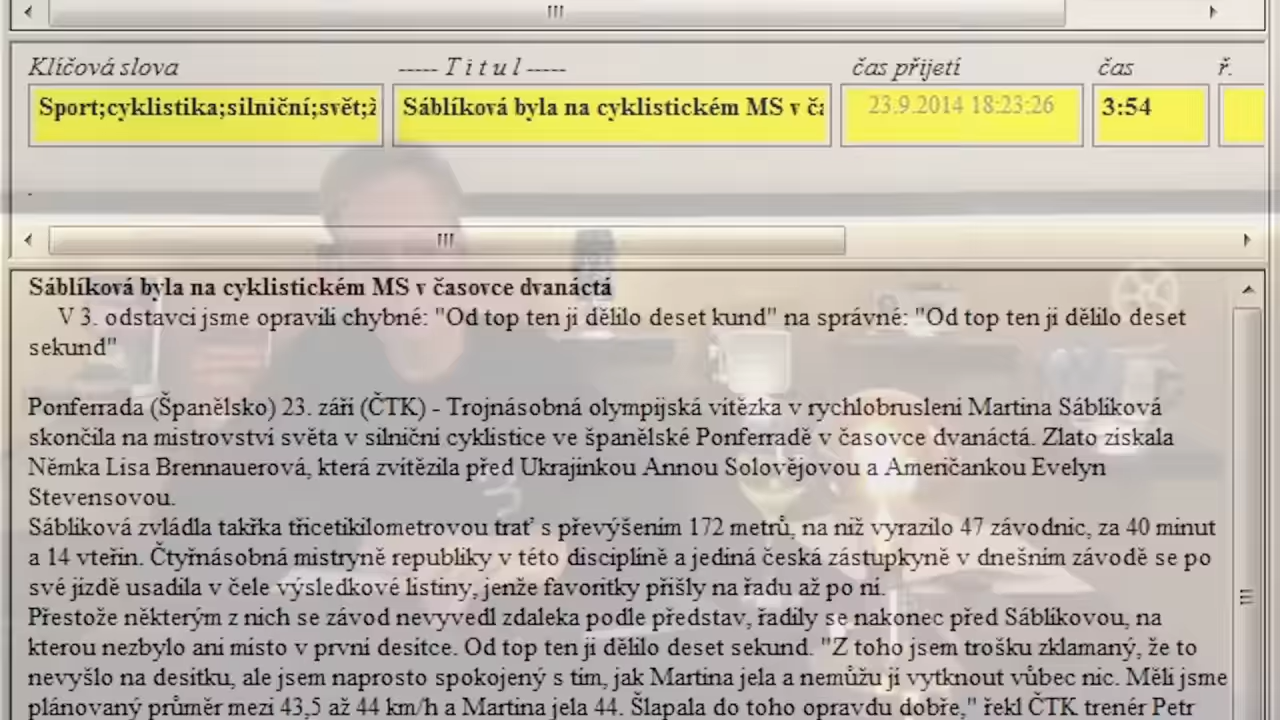 Klíčová slova ----- T i t u l ----- čas přijetí čas ř.
Sport;cyklistika;silniční;svět;ž Sáblíková byla na cyklistickém MS v ča 23.9.2014 18:23:26 3:54
Sáblíková byla na cyklistickém MS v časovce dvanáctá
V 3. odstavci jsme opravili chybné: "Od top ten ji dělilo deset kund" na správné: "Od top ten ji dělilo deset
sekund"
Ponferrada (Španělsko) 23. září (ČTK) - Trojnásobná olympijská vítězka v rychlobruslení Martina Sáblíková
skončila na mistrovství světa v silniční cyklistice ve španělské Ponferradě v časovce dvanáctá. Zlato získala
Němka Lisa Brennauerová, která zvítězila před Ukrajinkou Annou Solovějovou a Američankou Evelyn
Stevensovou.
Sáblíková zvládla takřka třicetikilometrovou trať s převýšením 172 metrů, na niž vyrazilo 47 závodnic, za 40 minut
a 14 vteřin. Čtyřnásobná mistryně republiky v této disciplíně a jediná česká zástupkyně v dnešním závodě se po
své jízdě usadila v čele výsledkové listiny, jenže favoritky přišly na řadu až po ní.
Přestože některým z nich se závod nevyvedl zdaleka podle představ, řadily se nakonec před Sáblíkovou, na
kterou nezbylo ani místo v první desítce. Od top ten ji dělilo deset sekund. "Z toho jsem trošku zklamaný, že to
nevyšlo na desítku, ale jsem naprosto spokojený s tím, jak Martina jela a nemůžu jí vytknout vůbec nic. Měli jsme
plánovaný průměr mezi 43,5 až 44 km/h a Martina jela 44. Šlapala do toho opravdu dobře," řekl ČTK trenér Petr